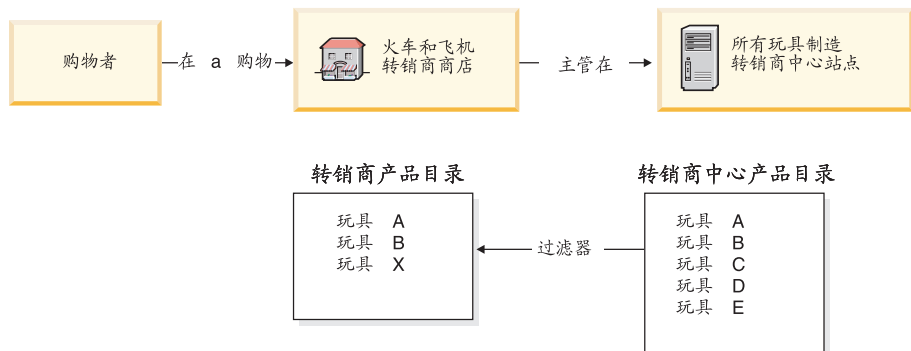 购物者
在 a 购物
火车和飞机
转销商商店
主管在
所有玩具制造
转销商中心站点
转销商产品目录
玩具 A
玩具 B
玩具 X
过滤器
转销商中心产品目录
玩具 A
玩具 B
玩具 C
玩具 D
玩具 E